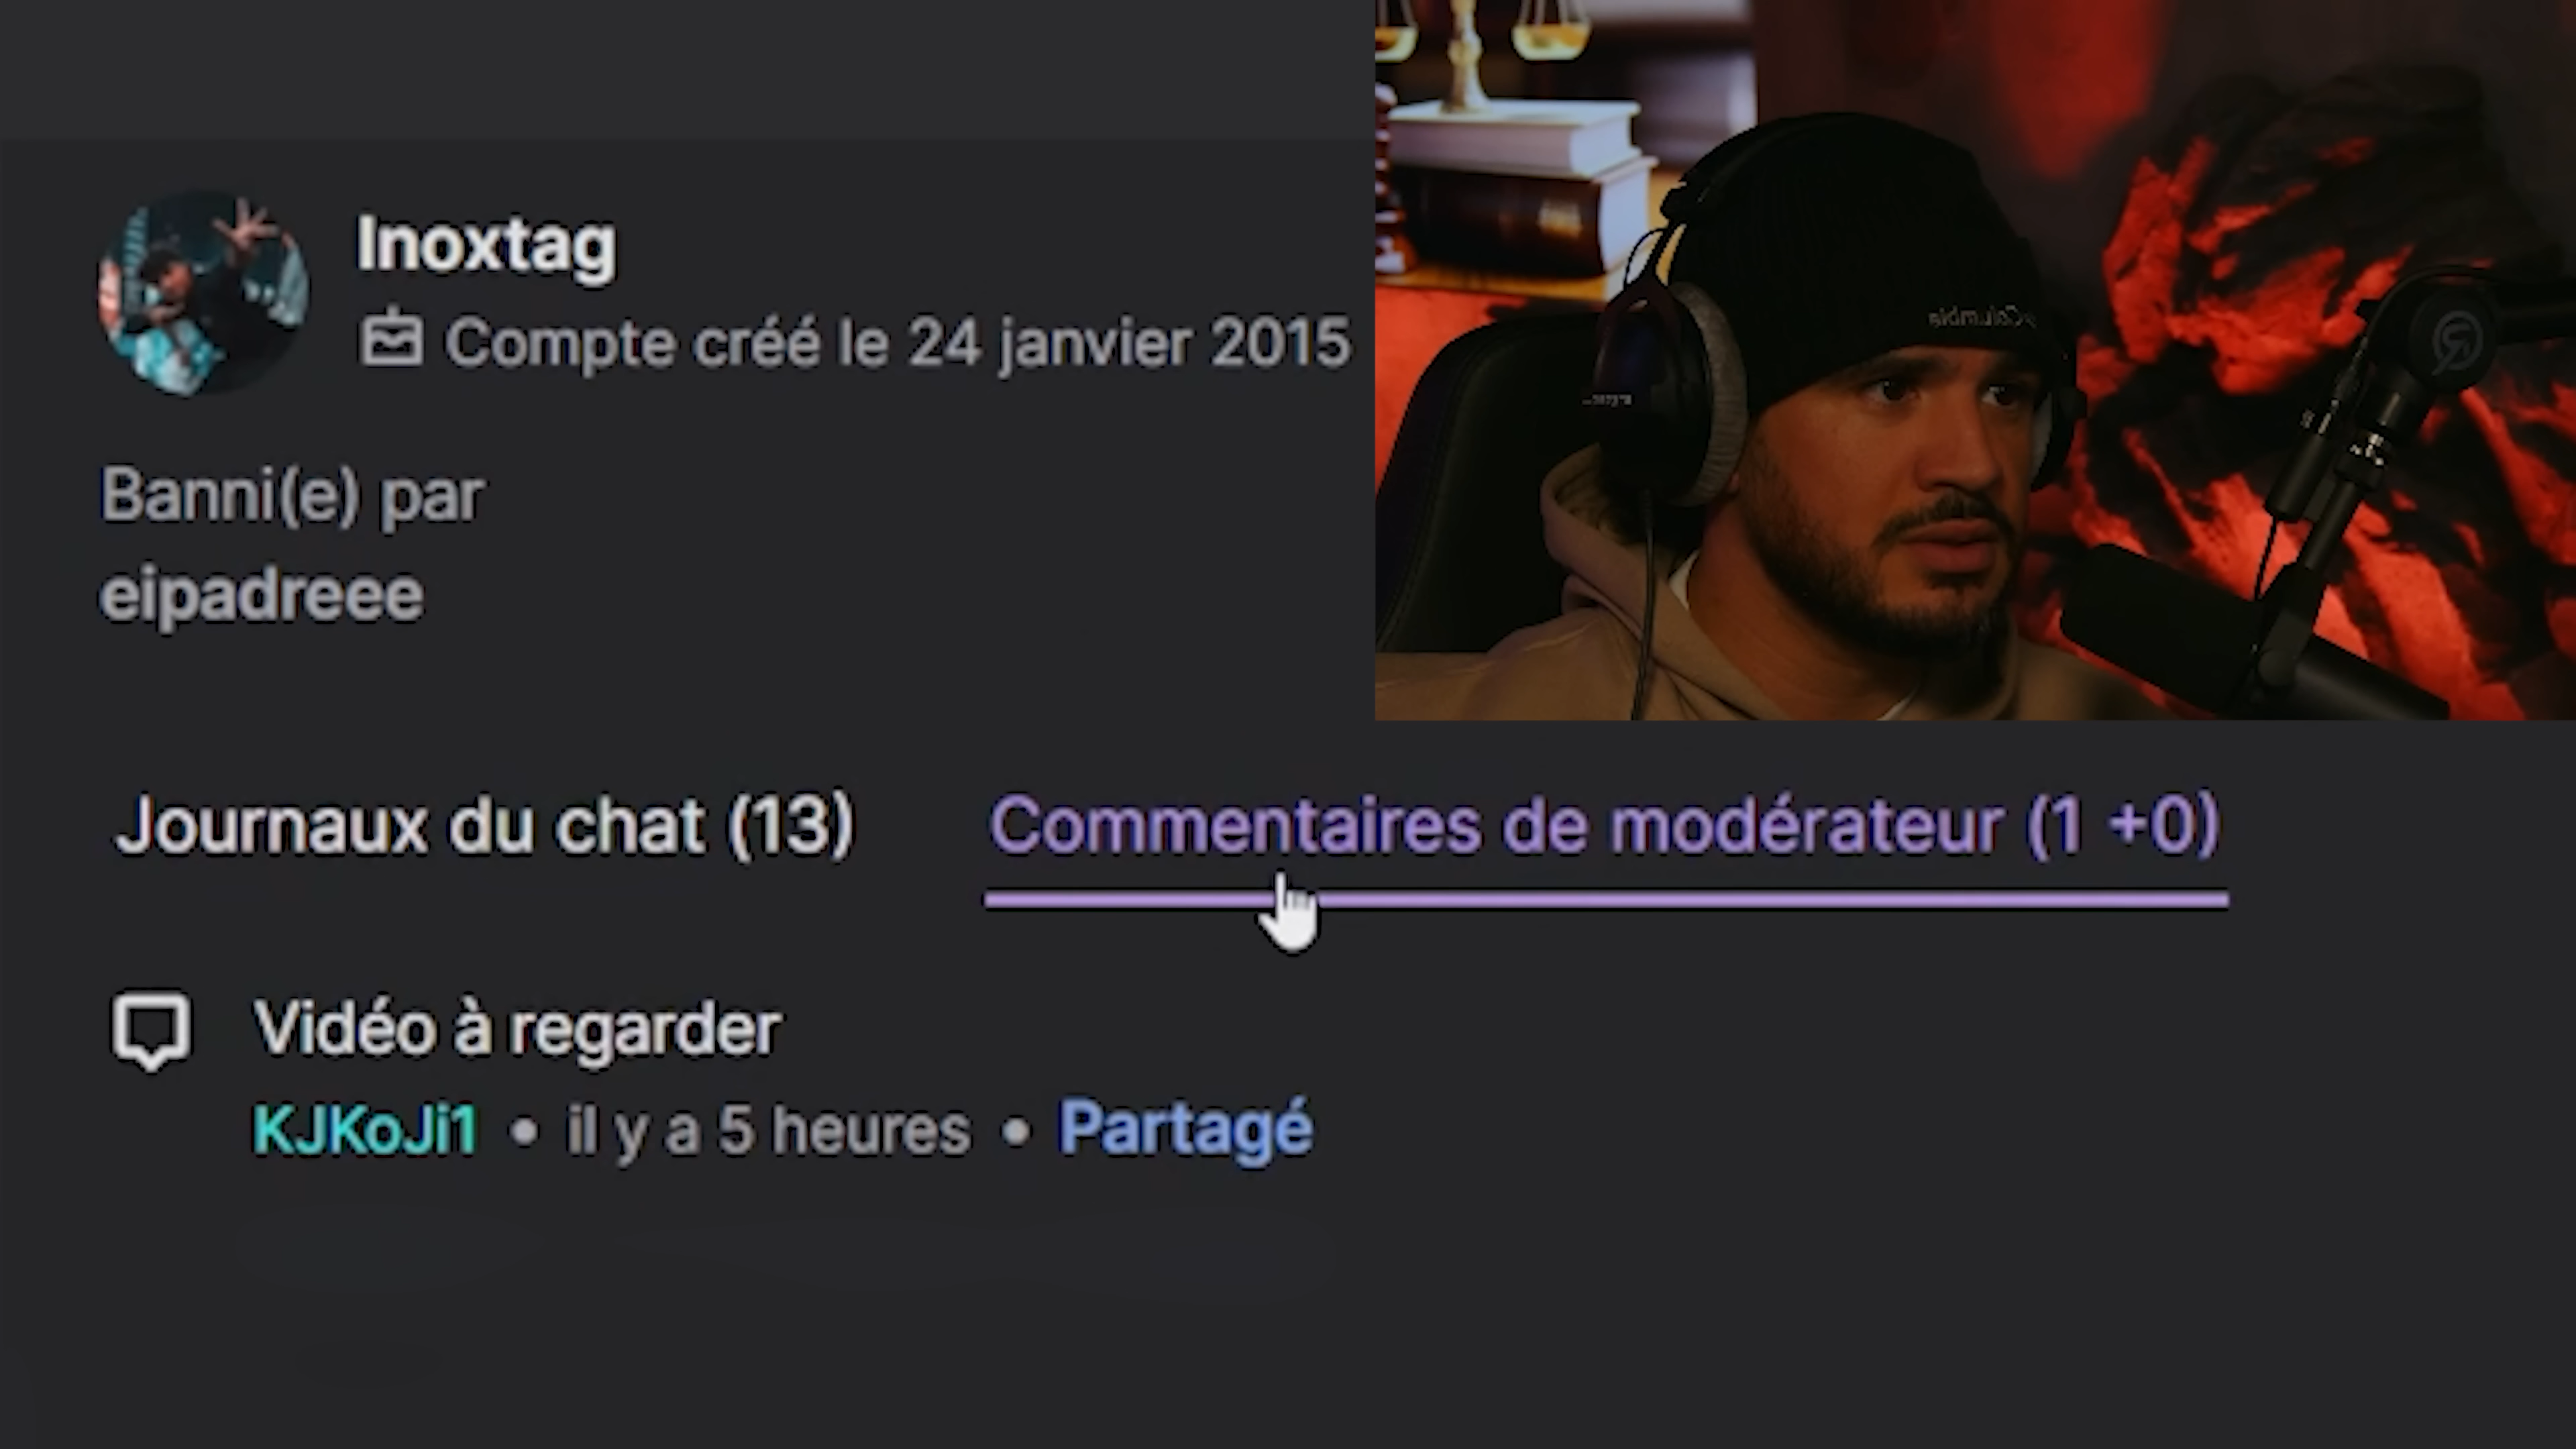 Inoxtag
Compte créé le 24 janvier 2015
Banni(e) par
eipadreee
Journaux du chat (13)
Commentaires de modérateur (1 +0)
Vidéo à regarder
KJKoJi1 • il y a 5 heures • Partagé
Columbia